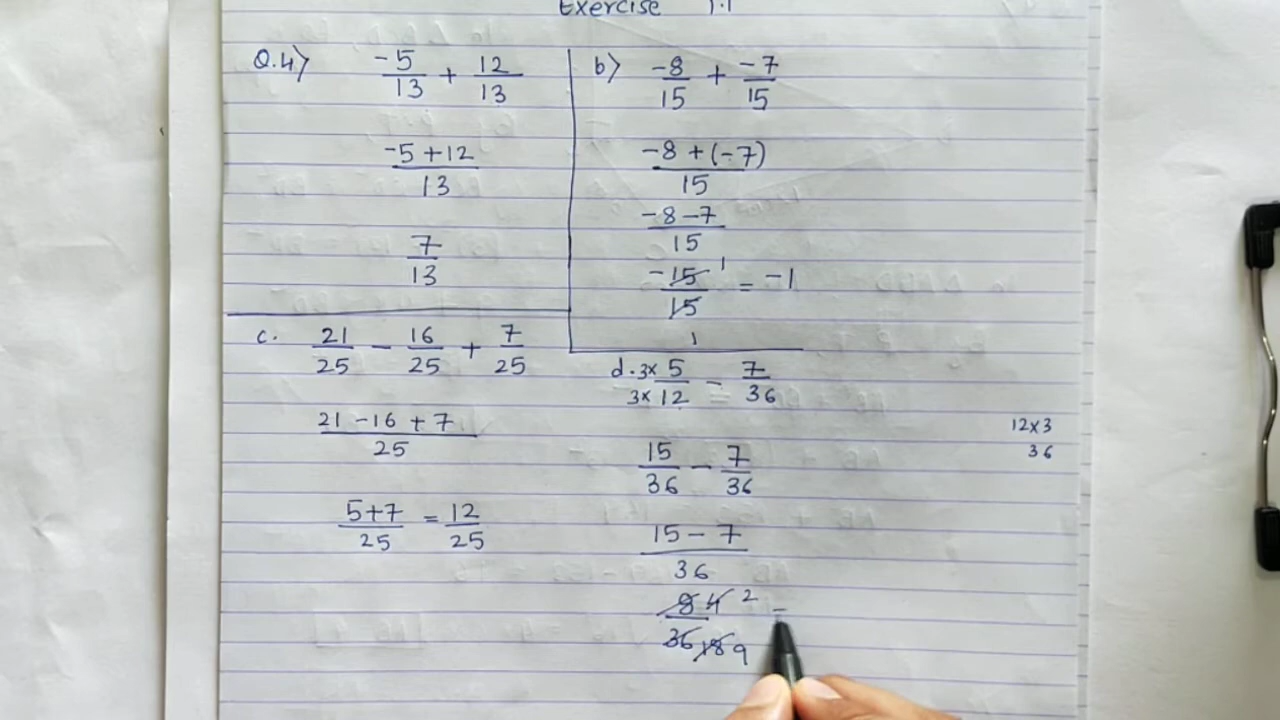 Exercise 1.1
Q.4) -5/13 + 12/13
-5 + 12 / 13
7/13
b) -8/15 + -7/15
-8 + (-7) / 15
-8 - 7 / 15
-15 1 / 15 1 = -1
c. 21/25 - 16/25 + 7/25
21 - 16 + 7 / 25
5+7 / 25 = 12/25
d. 3× 5 / 3× 12 - 7/36
15/36 - 7/36
15 - 7 / 36
8 4 2 / 36 18 9 =
12×3
36